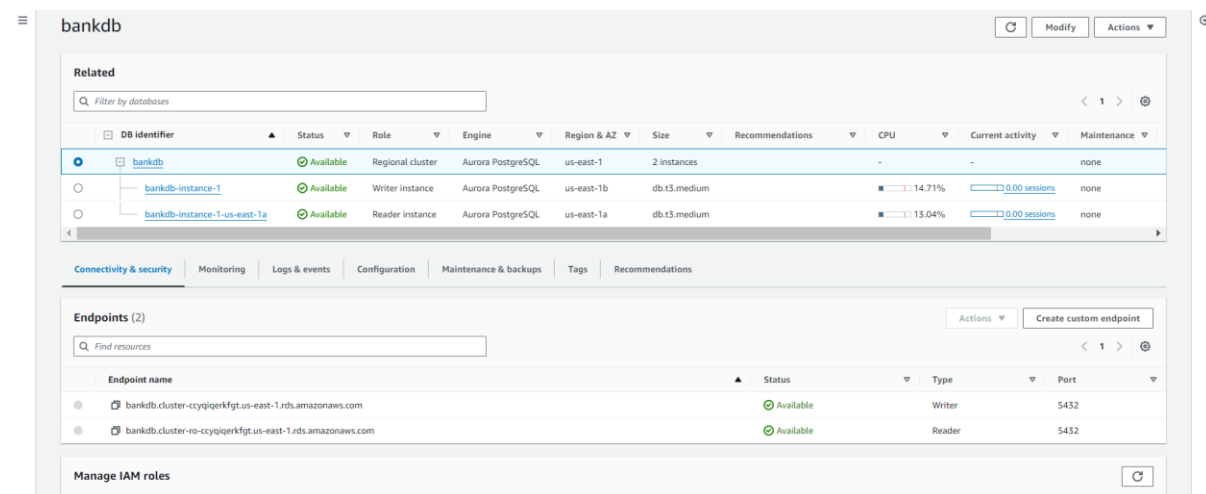 bankdb
Modify
Actions
Related
Filter by databases
1
DB identifier Status Role Engine Region & AZ Size Recommendations CPU Current activity Maintenance
bankdb Available Regional cluster Aurora PostgreSQL us-east-1 2 instances - - none
bankdb-instance-1 Available Writer instance Aurora PostgreSQL us-east-1b db.t3.medium 14.71% 0.00 sessions none
bankdb-instance-1-us-east-1a Available Reader instance Aurora PostgreSQL us-east-1a db.t3.medium 13.04% 0.00 sessions none
Connectivity & security Monitoring Logs & events Configuration Maintenance & backups Tags Recommendations
Endpoints (2)
Actions
Create custom endpoint
Find resources
1
Endpoint name Status Type Port
bankdb.cluster-ccyqiqerkfgt.us-east-1.rds.amazonaws.com Available Writer 5432
bankdb.cluster-ro-ccyqiqerkfgt.us-east-1.rds.amazonaws.com Available Reader 5432
Manage IAM roles